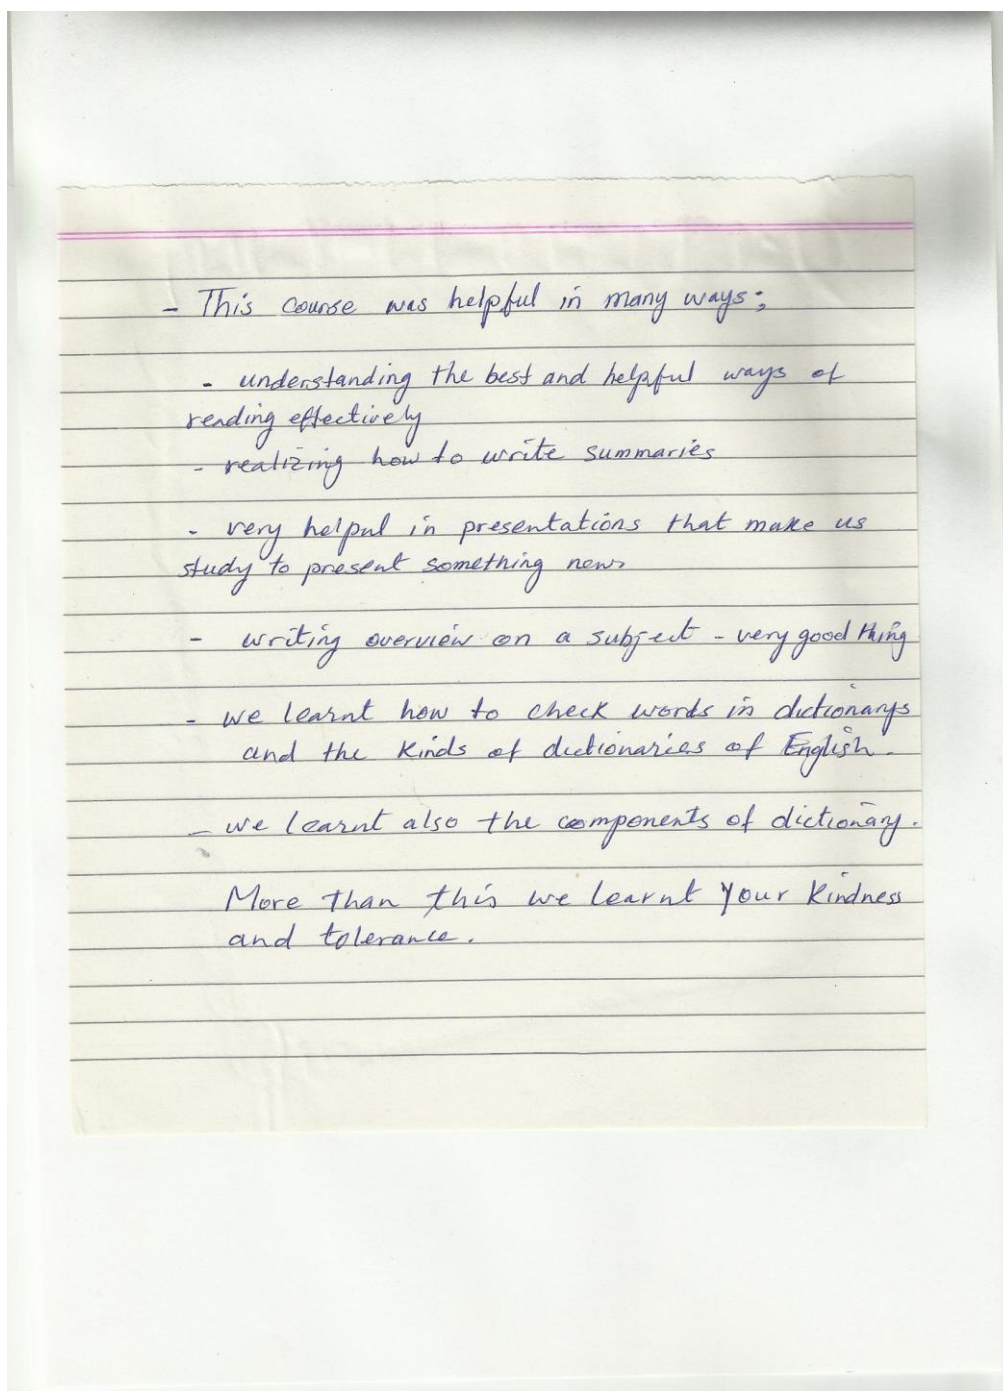 - This course was helpful in many ways;
- understanding the best and helpful ways of
reading effectively
- realizing how to write summaries
- very helpul in presentations that make us
study to present something new.
- writing overview on a subject - very good thing
- we learnt how to check words in dictionarys
and the kinds of dictionaries of English.
- we learnt also the components of dictionary.
More than this we learnt your kindness
and tolerance.